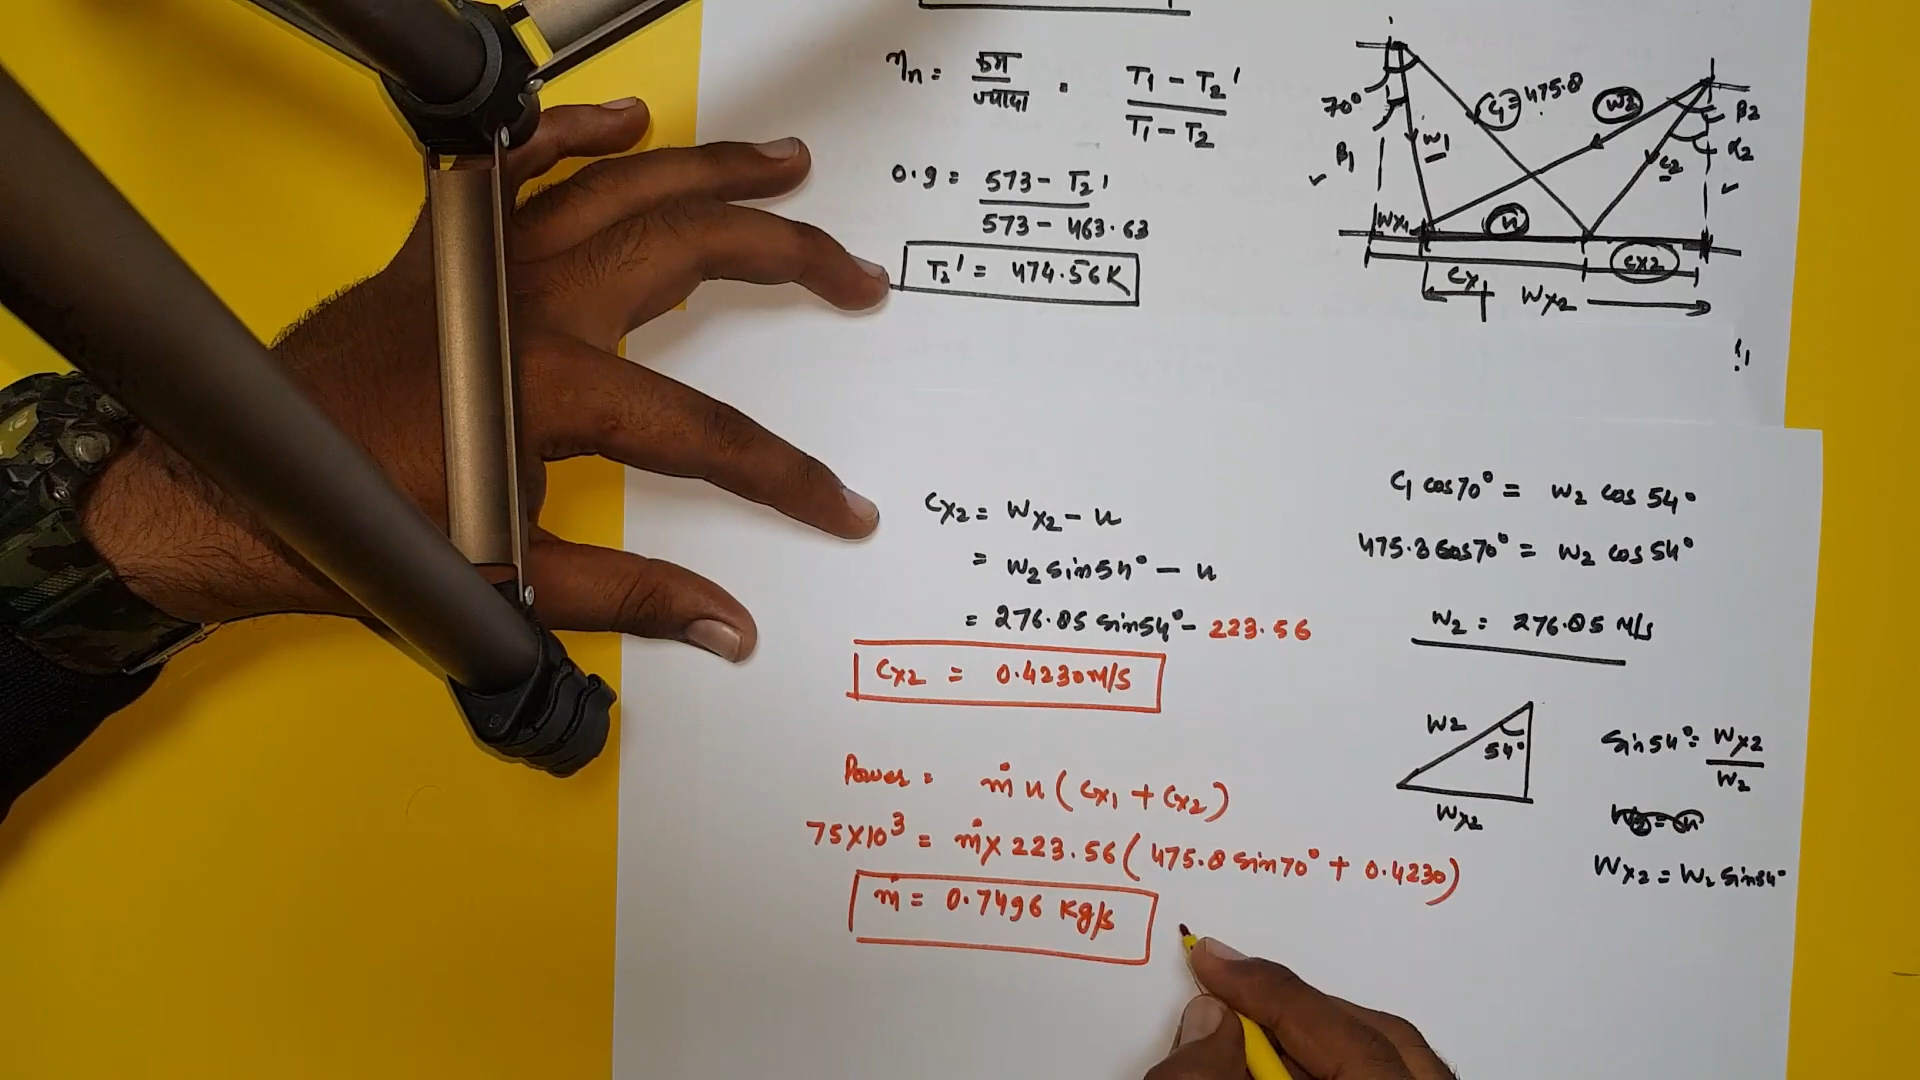 ηn = कम / ज्यादा = T1 - T2' / T1 - T2
0.9 = 573 - T2' / 573 - 463.63
T2' = 474.56K
70°
C1 = 475.8
W2
β2
α2
W1
C2
β1
WX1
u
CX2
CX1
WX2
CX2 = WX2 - u
= W2 sin54° - u
= 276.85 sin54° - 223.56
CX2 = 0.4230 M/S
Power = ṁ u (CX1 + CX2)
75X10³ = ṁ X 223.56 (475.8 sin70° + 0.4230)
ṁ = 0.7496 Kg/s
C1 cos70° = W2 cos 54°
475.8 cos70° = W2 cos 54°
W2 = 276.85 M/S
W2
54°
WX2
sin54° = WX2 / W2
WX2 = W2 sin54°